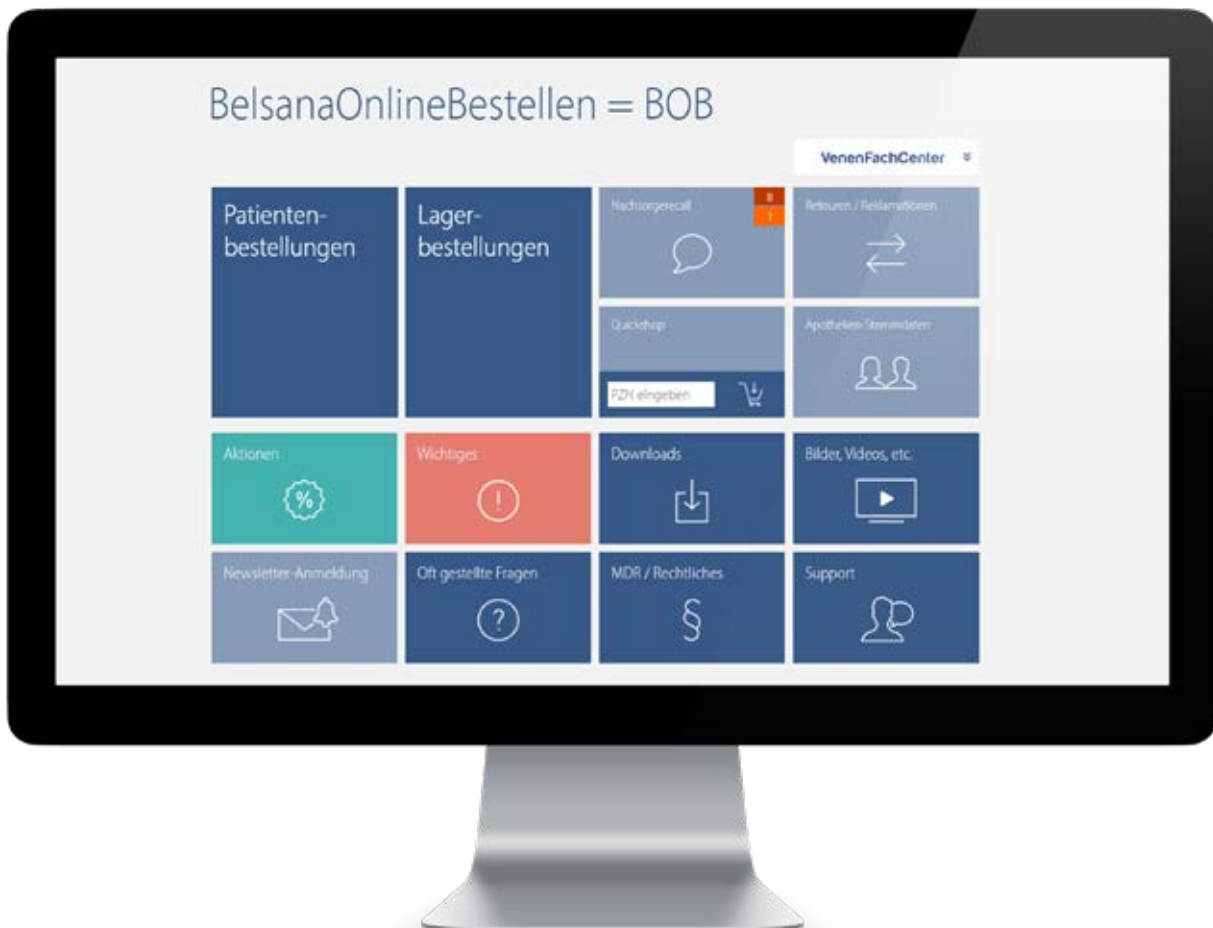 BelsanaOnlineBestellen = BOB
VenenFachCenter
Patienten-
bestellungen
Lager-
bestellungen
Nachsorgerecall
8
1
Retouren / Reklamationen
Quickshop
PZN eingeben
Apotheken-Stammdaten
Aktionen
%
Wichtiges
!
Downloads
Bilder, Videos, etc.
Newsletter-Anmeldung
Oft gestellte Fragen
?
MDR / Rechtliches
§
Support